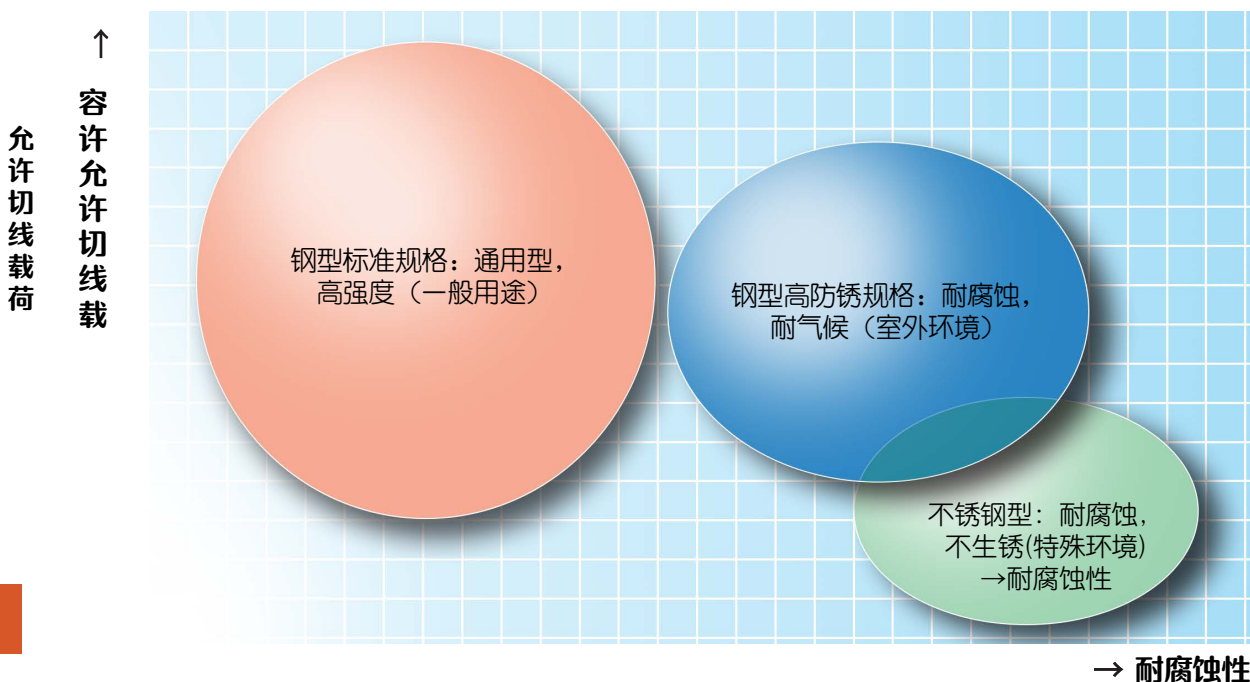 允许切线载荷
↑ 容许允许切线载
钢型标准规格：通用型，
高强度（一般用途）
钢型高防锈规格：耐腐蚀，
耐气候（室外环境）
不锈钢型：耐腐蚀，
不生锈(特殊环境)
→耐腐蚀性
→ 耐腐蚀性